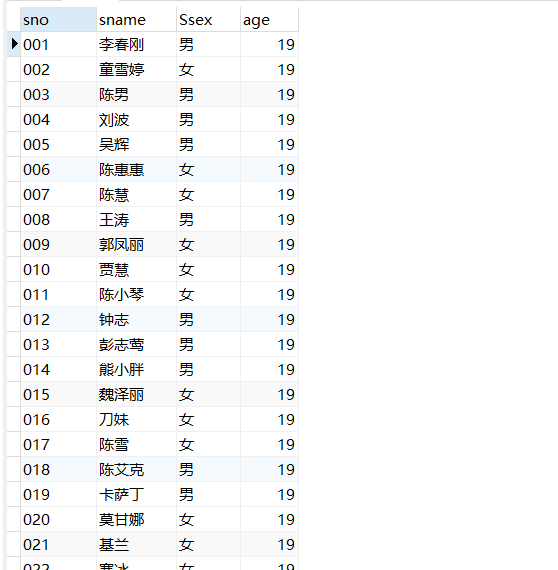 sno sname Ssex age
001 李春刚 男 19
002 童雪婷 女 19
003 陈男 男 19
004 刘波 男 19
005 吴辉 男 19
006 陈惠惠 女 19
007 陈慧 女 19
008 王涛 男 19
009 郭凤丽 女 19
010 贾慧 女 19
011 陈小琴 女 19
012 钟志 男 19
013 彭志莺 男 19
014 熊小胖 男 19
015 魏泽丽 女 19
016 刀妹 女 19
017 陈雪 女 19
018 陈艾克 男 19
019 卡萨丁 男 19
020 莫甘娜 女 19
021 基兰 女 19
022 寒冰 女 19